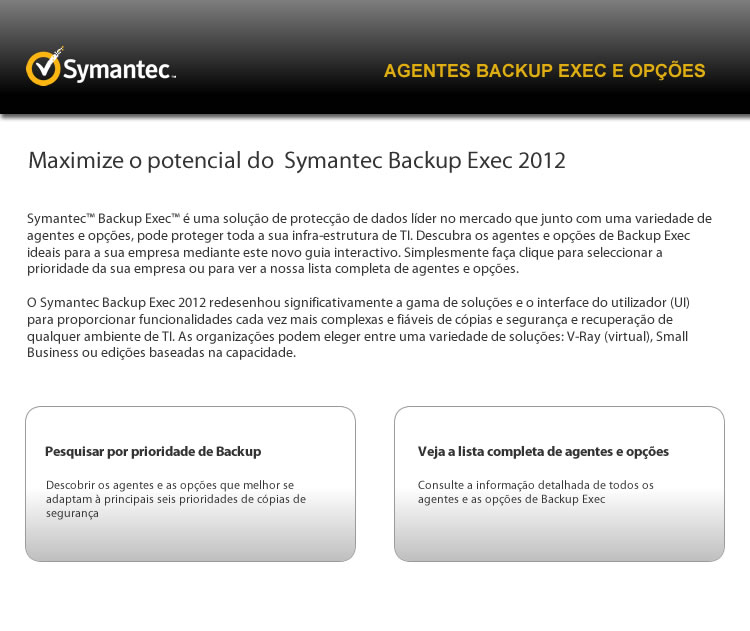 Symantec™
AGENTES BACKUP EXEC E OPÇÕES
Maximize o potencial do Symantec Backup Exec 2012
Symantec™ Backup Exec™ é uma solução de protecção de dados líder no mercado que junto com uma variedade de
agentes e opções, pode proteger toda a sua infra-estrutura de TI. Descubra os agentes e opções de Backup Exec
ideais para a sua empresa mediante este novo guia interactivo. Simplesmente faça clique para seleccionar a
prioridade da sua empresa ou para ver a nossa lista completa de agentes e opções.
O Symantec Backup Exec 2012 redesenhou significativamente a gama de soluções e o interface do utilizador (UI)
para proporcionar funcionalidades cada vez mais complexas e fiáveis de cópias e segurança e recuperação de
qualquer ambiente de TI. As organizações podem eleger entre uma variedade de soluções: V-Ray (virtual), Small
Business ou edições baseadas na capacidade.
Pesquisar por prioridade de Backup
Descobrir os agentes e as opções que melhor se
adaptam à principais seis prioridades de cópias de
segurança
Veja a lista completa de agentes e opções
Consulte a informação detalhada de todos os
agentes e as opções de Backup Exec